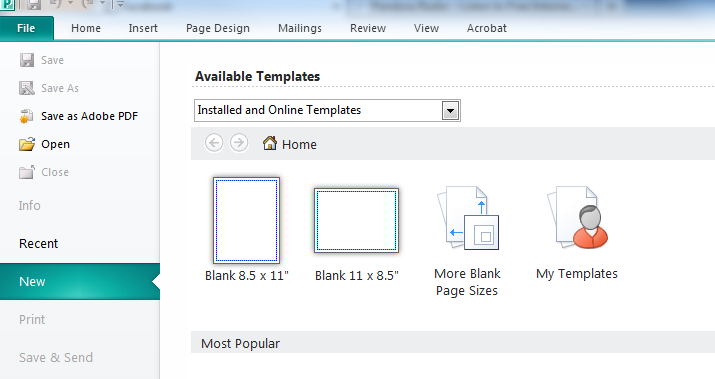 File Home Insert Page Design Mailings Review View Acrobat
Save
Save As
Save as Adobe PDF
Open
Close
Info
Recent
New
Print
Save & Send
Available Templates
Installed and Online Templates
Home
Blank 8.5 x 11"
Blank 11 x 8.5"
More Blank
Page Sizes
My Templates
Most Popular